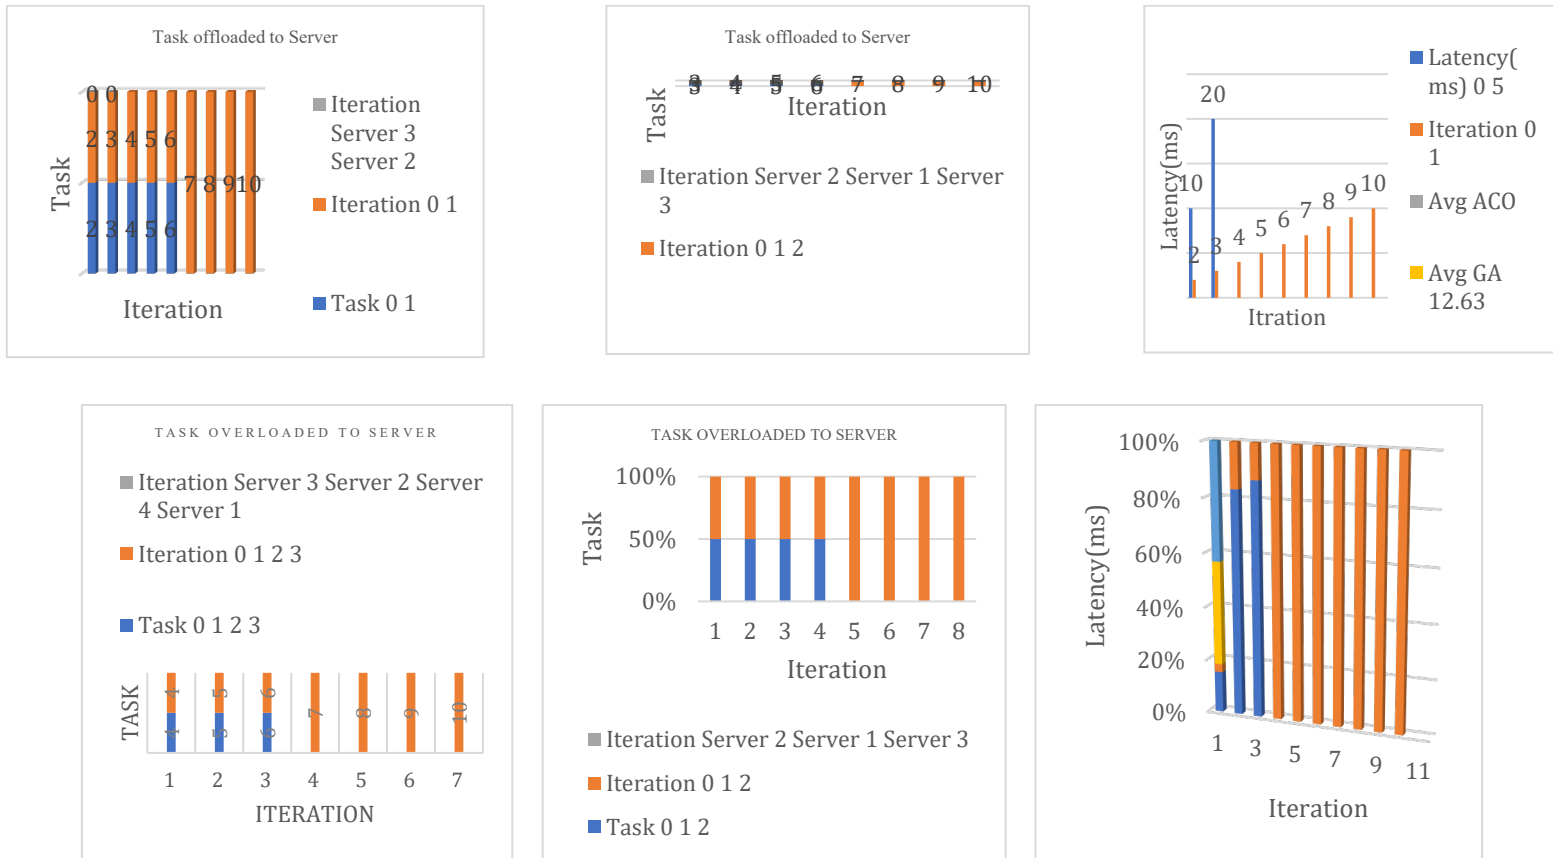 Task offloaded to Server
0 0
2 3 4 5 6
7 8 9 10
2 3 4 5 6
Task
Iteration
Iteration
Server 3
Server 2
Iteration 0 1
Task 0 1
Task offloaded to Server
7 8 9 10
Task
Iteration
Iteration Server 2 Server 1 Server
3
Iteration 0 1 2
20
10
2 3 4 5 6 7 8 9 10
Latency(ms)
Itration
Latency(
ms) 0 5
Iteration 0
1
Avg ACO
Avg GA
12.63
TASK OVERLOADED TO SERVER
Iteration Server 3 Server 2 Server
4 Server 1
Iteration 0 1 2 3
Task 0 1 2 3
TASK
4 5 6
7 8 9 10
4 5 6
1 2 3 4 5 6 7
ITERATION
TASK OVERLOADED TO SERVER
100%
50%
0%
Task
1 2 3 4 5 6 7 8
Iteration
Iteration Server 2 Server 1 Server 3
Iteration 0 1 2
Task 0 1 2
100%
80%
60%
40%
20%
0%
Latency(ms)
1 3 5 7 9 11
Iteration